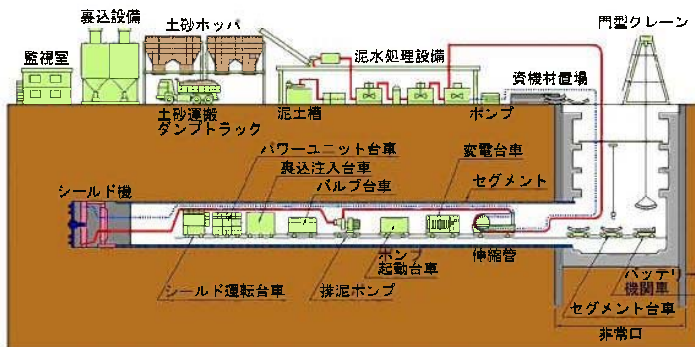 裏込設備
土砂ホッパ
門型クレーン
監視室
泥水処理設備
資機材置場
土砂運搬
ダンプトラック
泥土槽
ポンプ
パワーユニット台車
裏込注入台車
バルブ台車
変電台車
セグメント
シールド機
ポンプ
起動台車
伸縮管
シールド運転台車
排泥ポンプ
バッテリ
機関車
セグメント台車
非常口